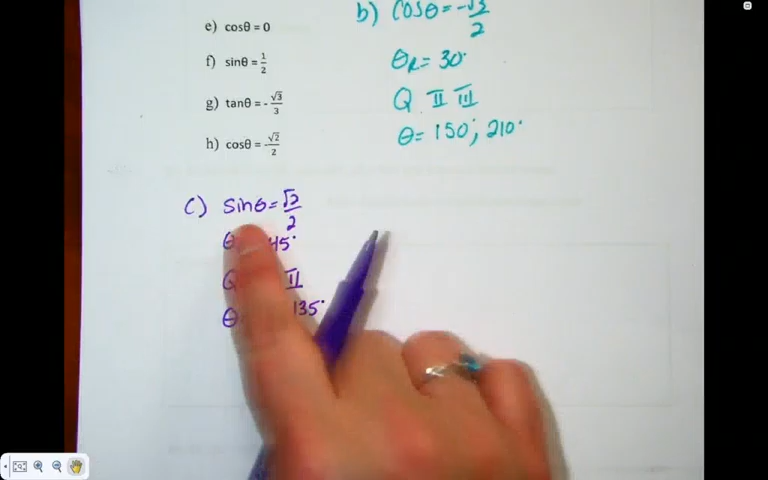 e) cosθ = 0
f) sinθ = 1/2
g) tanθ = -√3/3
h) cosθ = √2/2
b) cosθ = -√3/2
θR = 30°
Q II III
θ = 150°, 210°
c) sinθ = √2/2
θ 45°
Q II
θ 135°